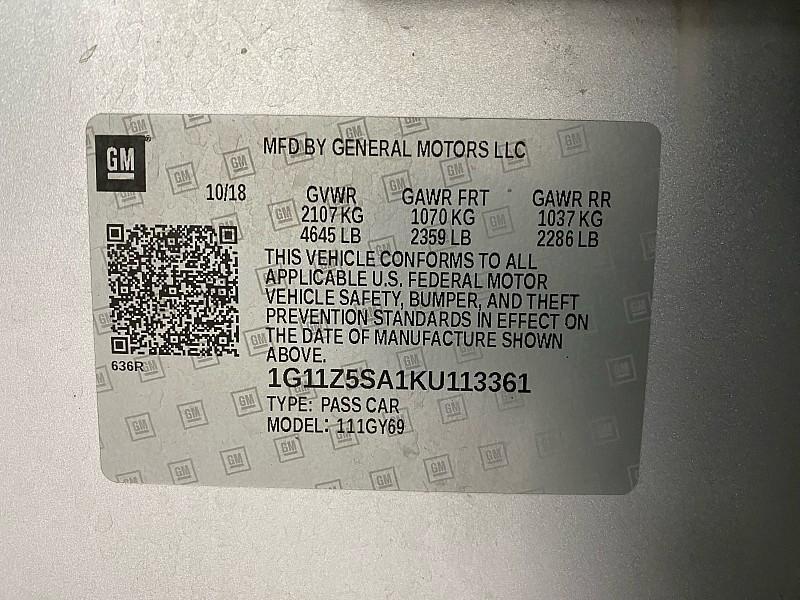 GM
MFD BY GENERAL MOTORS LLC
10/18 GVWR GAWR FRT GAWR RR
2107 KG 1070 KG 1037 KG
4645 LB 2359 LB 2286 LB
THIS VEHICLE CONFORMS TO ALL
APPLICABLE U.S. FEDERAL MOTOR
VEHICLE SAFETY, BUMPER, AND THEFT
PREVENTION STANDARDS IN EFFECT ON
THE DATE OF MANUFACTURE SHOWN
ABOVE.
636R
1G11Z5SA1KU113361
TYPE: PASS CAR
MODEL: 111GY69